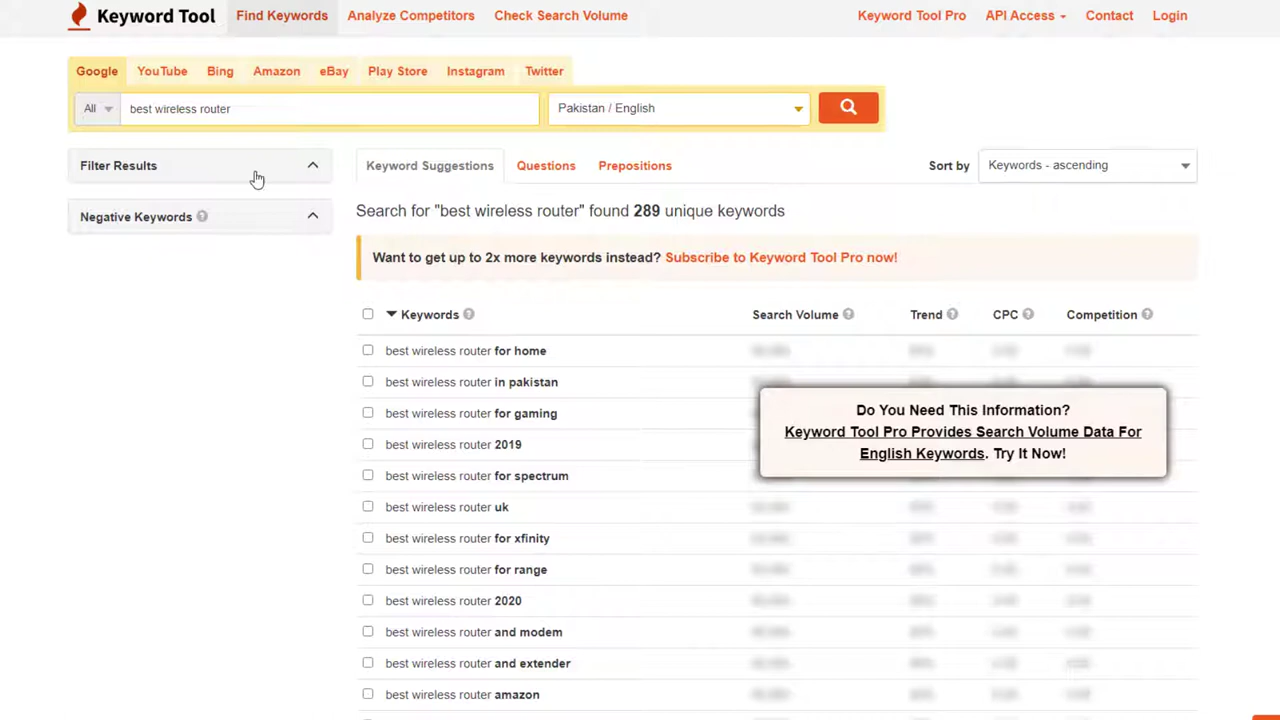 Keyword Tool
Find Keywords
Analyze Competitors
Check Search Volume
Keyword Tool Pro
API Access
Contact
Login
Google
YouTube
Bing
Amazon
eBay
Play Store
Instagram
Twitter
All
best wireless router
Pakistan / English
Filter Results
Negative Keywords ?
Keyword Suggestions
Questions
Prepositions
Sort by
Keywords - ascending
Search for "best wireless router" found 289 unique keywords
Want to get up to 2x more keywords instead? Subscribe to Keyword Tool Pro now!
Keywords ?
Search Volume ?
Trend ?
CPC ?
Competition ?
best wireless router for home
best wireless router in pakistan
best wireless router for gaming
best wireless router 2019
best wireless router for spectrum
best wireless router uk
best wireless router for xfinity
best wireless router for range
best wireless router 2020
best wireless router and modem
best wireless router and extender
best wireless router amazon
Do You Need This Information?
Keyword Tool Pro Provides Search Volume Data For
English Keywords. Try It Now!